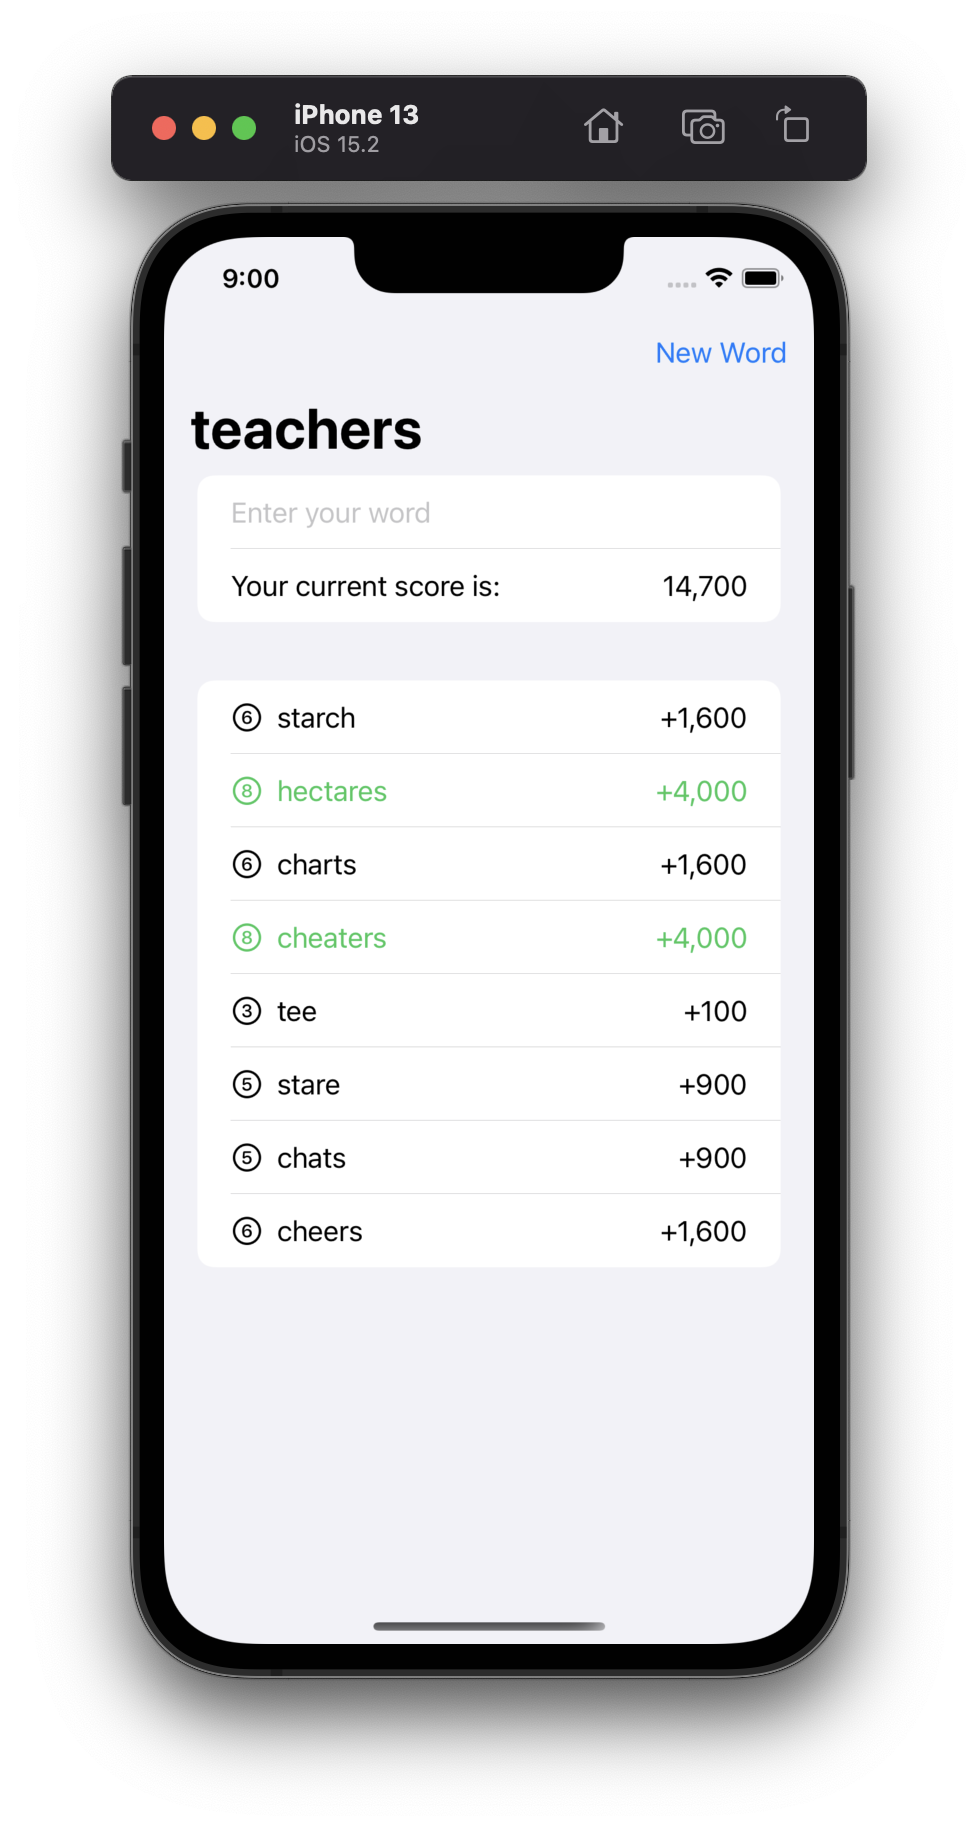 iPhone 13
iOS 15.2
9:00
New Word
teachers
Enter your word
Your current score is: 14,700
6 starch +1,600
8 hectares +4,000
6 charts +1,600
8 cheaters +4,000
3 tee +100
5 stare +900
5 chats +900
6 cheers +1,600